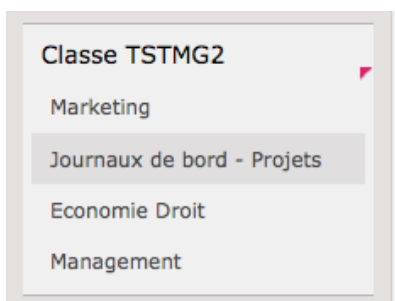 Classe TSTMG2
Marketing
Journaux de bord - Projets
Economie Droit
Management